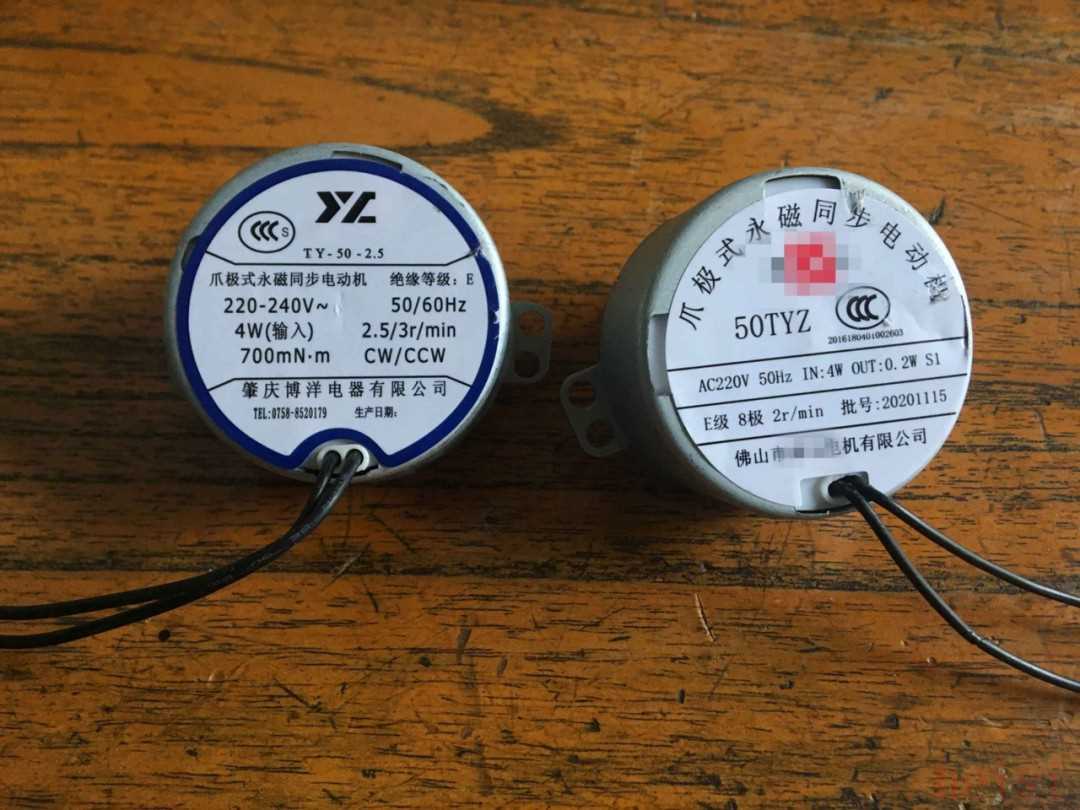 YZ
CCC S
TY-50-2.5
爪极式永磁同步电动机 绝缘等级：E
220-240V~ 50/60Hz
4W(输入) 2.5/3r/min
700mN·m CW/CCW
肇庆博洋电器有限公司
TEL:0758-8520179 生产日期:
爪极式永磁同步电动机
50TYZ
CCC
2016180401002603
AC220V 50Hz IN:4W OUT:0.2W S1
E级 8极 2r/min 批号:20201115
佛山市 电机有限公司